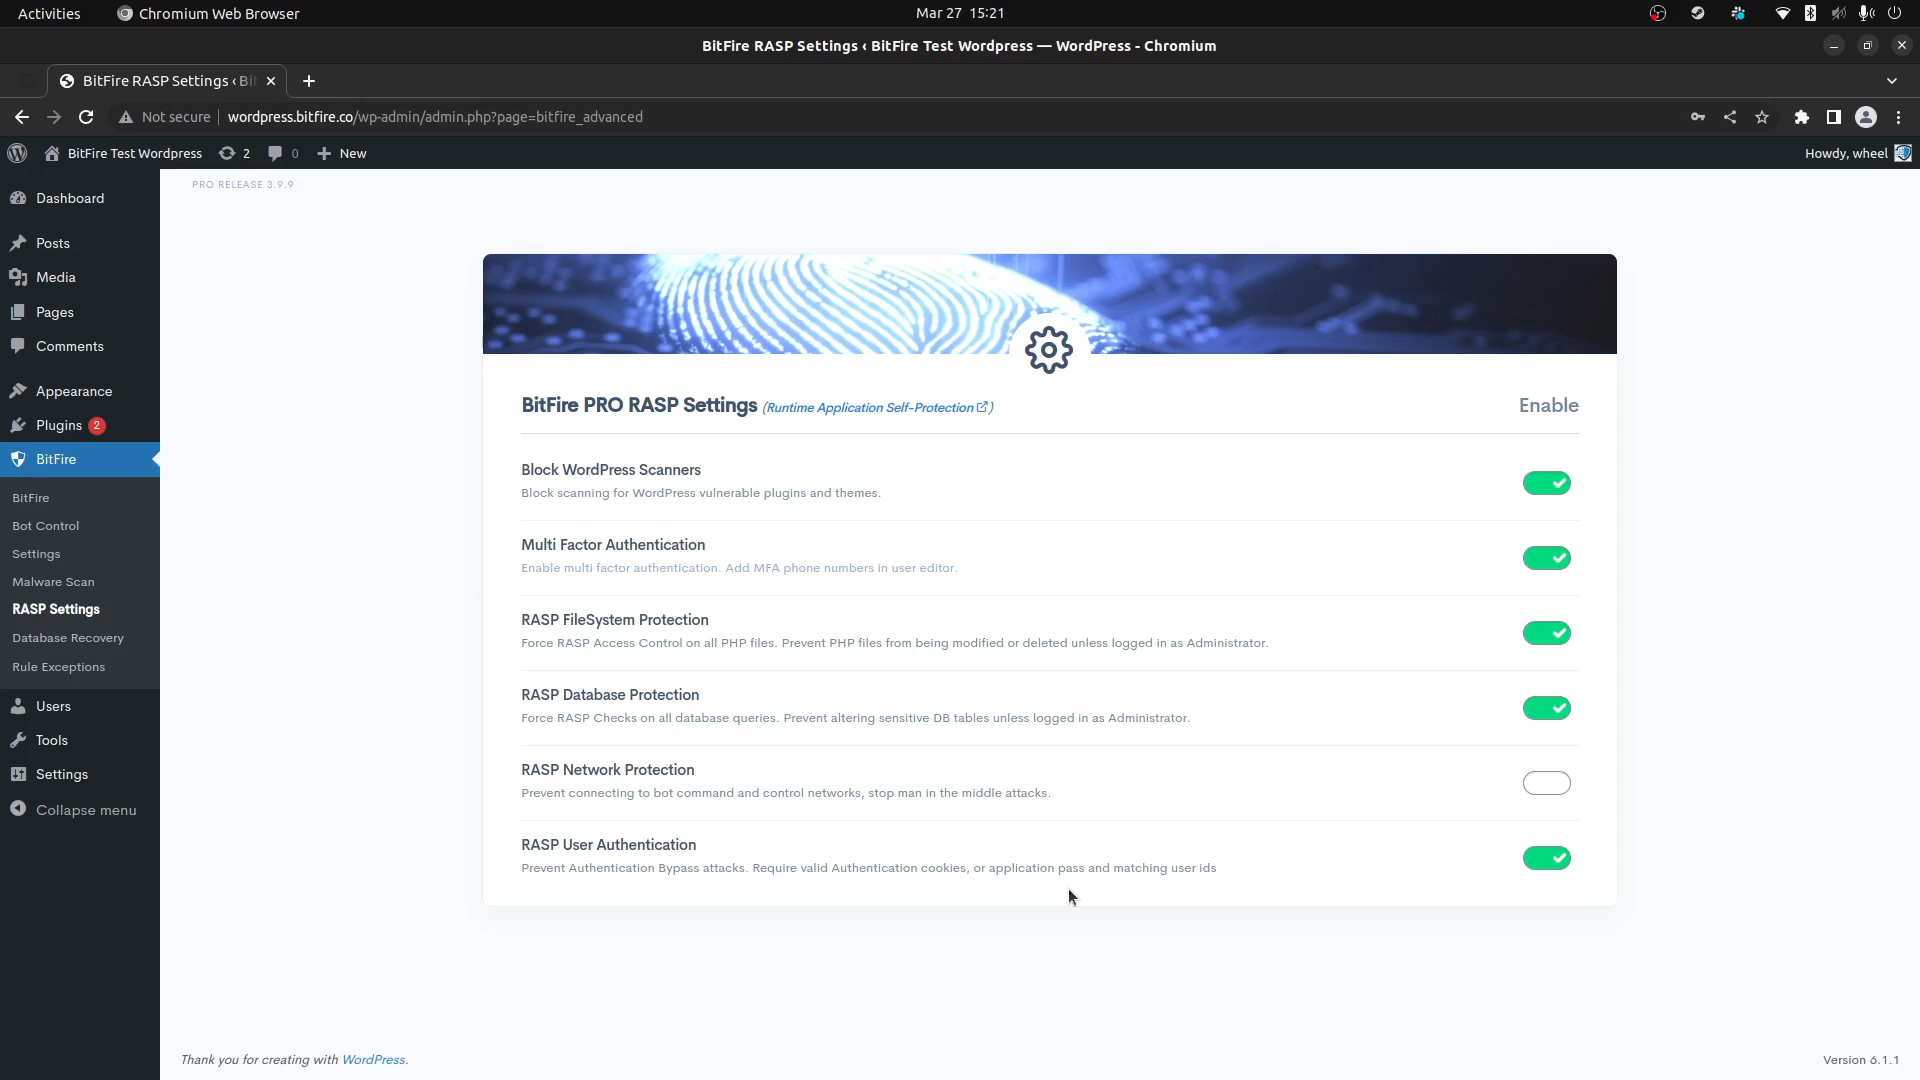 Activities
Chromium Web Browser
Mar 27 15:21
BitFire RASP Settings ‹ BitFire Test Wordpress — WordPress - Chromium
BitFire RASP Settings ‹ Bit
Not secure
wordpress.bitfire.co/wp-admin/admin.php?page=bitfire_advanced
BitFire Test Wordpress
2
0
New
Howdy, wheel
Dashboard
Posts
Media
Pages
Comments
Appearance
Plugins 2
BitFire
BitFire
Bot Control
Settings
Malware Scan
RASP Settings
Database Recovery
Rule Exceptions
Users
Tools
Settings
Collapse menu
PRO RELEASE 3.9.9
BitFire PRO RASP Settings (Runtime Application Self-Protection)
Enable
Block WordPress Scanners
Block scanning for WordPress vulnerable plugins and themes.
Multi Factor Authentication
Enable multi factor authentication. Add MFA phone numbers in user editor.
RASP FileSystem Protection
Force RASP Access Control on all PHP files. Prevent PHP files from being modified or deleted unless logged in as Administrator.
RASP Database Protection
Force RASP Checks on all database queries. Prevent altering sensitive DB tables unless logged in as Administrator.
RASP Network Protection
Prevent connecting to bot command and control networks, stop man in the middle attacks.
RASP User Authentication
Prevent Authentication Bypass attacks. Require valid Authentication cookies, or application pass and matching user ids
Thank you for creating with WordPress.
Version 6.1.1